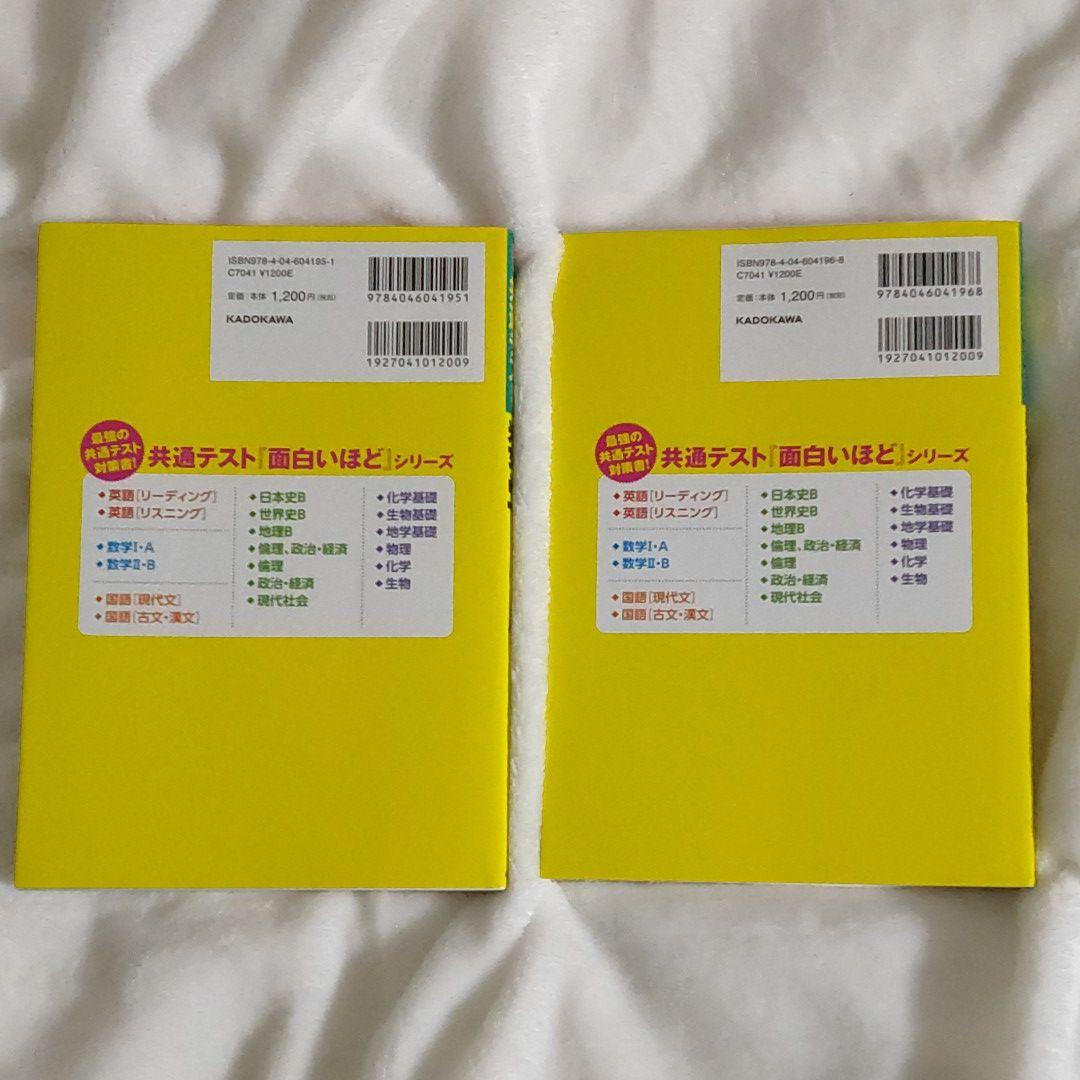 ISBN978-4-04-604195-1
C7041 ¥1200E
定価:本体 1,200円(税別)
KADOKAWA
9784046041951
1927041012009
最強の
共通テスト
対策書!
共通テスト『面白いほど』シリーズ
◆英語[リーディング]
◆英語[リスニング]
◆数学Ⅰ・A
◆数学Ⅱ・B
◆国語[現代文]
◆国語[古文・漢文]
◆日本史B
◆世界史B
◆地理B
◆倫理、政治・経済
◆倫理
◆政治・経済
◆現代社会
◆化学基礎
◆生物基礎
◆地学基礎
◆物理
◆化学
◆生物
ISBN978-4-04-604196-8
C7041 ¥1200E
定価:本体 1,200円(税別)
KADOKAWA
9784046041968
1927041012009
最強の
共通テスト
対策書!
共通テスト『面白いほど』シリーズ
◆英語[リーディング]
◆英語[リスニング]
◆数学Ⅰ・A
◆数学Ⅱ・B
◆国語[現代文]
◆国語[古文・漢文]
◆日本史B
◆世界史B
◆地理B
◆倫理、政治・経済
◆倫理
◆政治・経済
◆現代社会
◆化学基礎
◆生物基礎
◆地学基礎
◆物理
◆化学
◆生物